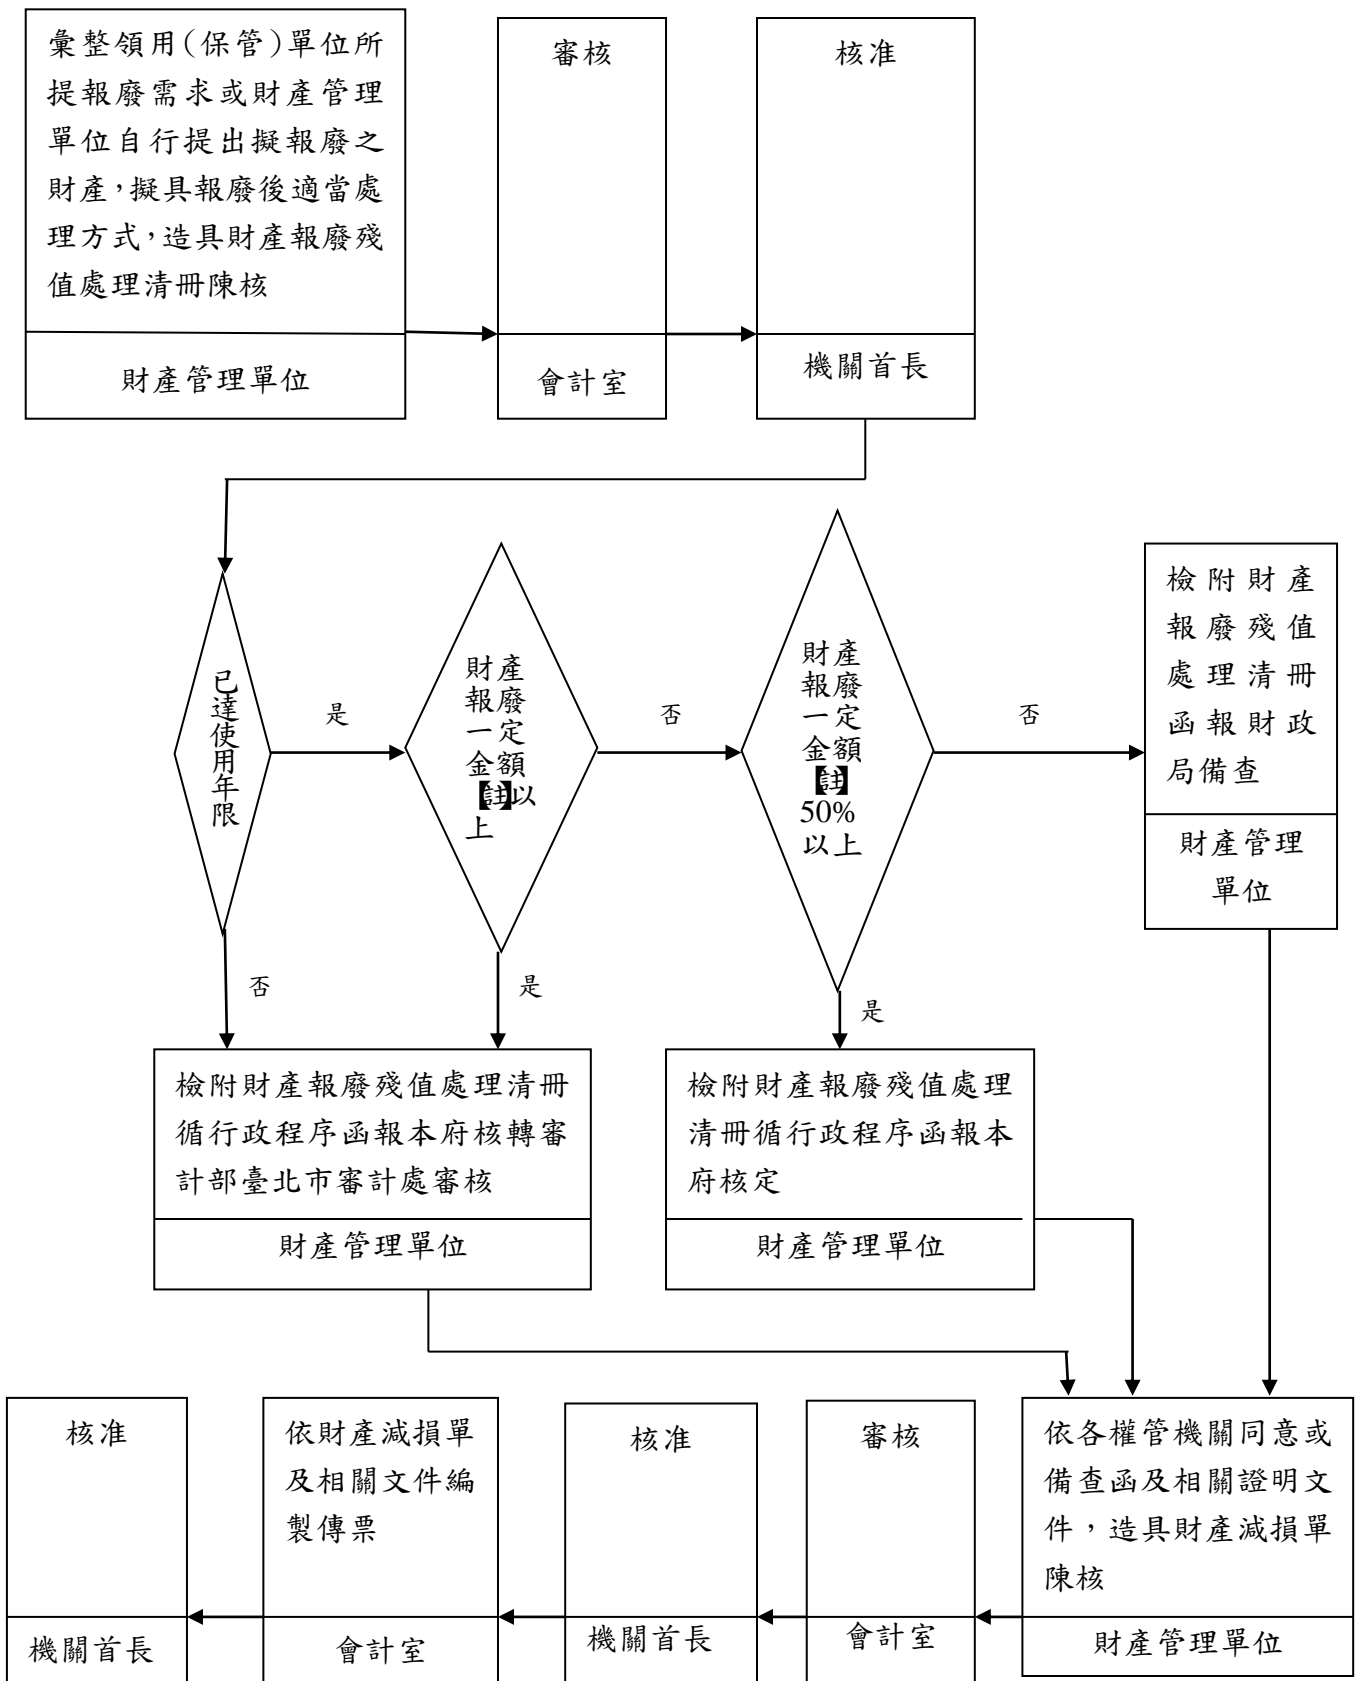 彙整領用(保管)單位所
提報廢需求或財產管理
單位自行提出擬報廢之
財產,擬具報廢後適當處
理方式,造具財產報廢殘
值處理清冊陳核
財產管理單位
審核
會計室
核准
機關首長
已達使用年限
是
否
財產
報廢
一定
金額
【註】以
上
否
是
財產
報廢
一定
金額
【註】
50%
以上
否
是
檢附財產
報廢殘值
處理清冊
函報財政
局備查
財產管理
單位
檢附財產報廢殘值處理清冊
循行政程序函報本府核轉審
計部臺北市審計處審核
財產管理單位
檢附財產報廢殘值處理
清冊循行政程序函報本
府核定
財產管理單位
依各權管機關同意或
備查函及相關證明文
件,造具財產減損單
陳核
財產管理單位
審核
會計室
核准
機關首長
依財產減損單
及相關文件編
製傳票
會計室
核准
機關首長